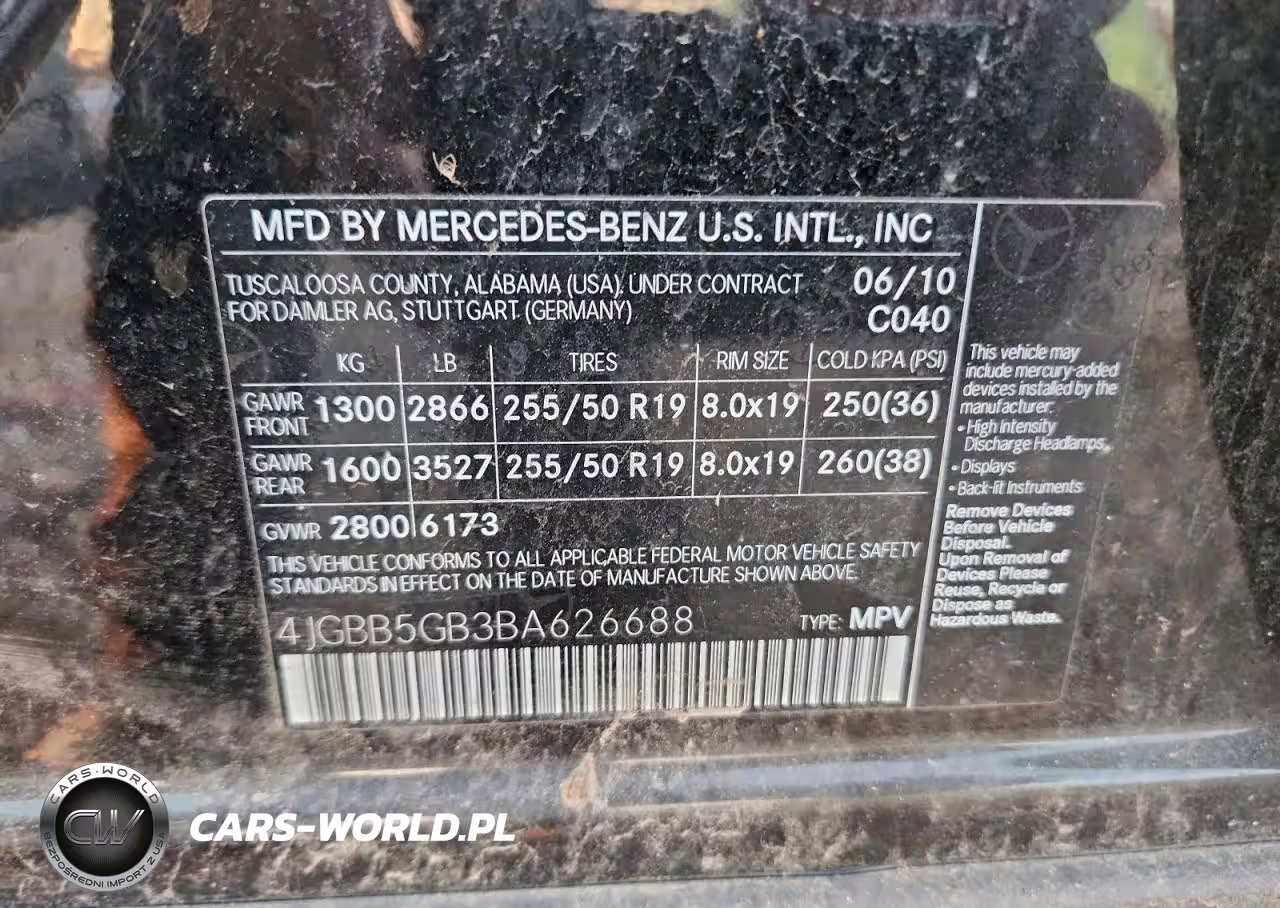 MFD BY MERCEDES-BENZ U.S. INTL., INC
TUSCALOOSA COUNTY, ALABAMA (USA), UNDER CONTRACT
FOR DAIMLER AG, STUTTGART (GERMANY)
06/10
C040
KG LB TIRES RIM SIZE COLD KPA (PSI)
GAWR FRONT 1300 2866 255/50 R19 8.0x19 250(36)
GAWR REAR 1600 3527 255/50 R19 8.0x19 260(38)
GVWR 2800 6173
THIS VEHICLE CONFORMS TO ALL APPLICABLE FEDERAL MOTOR VEHICLE SAFETY
STANDARDS IN EFFECT ON THE DATE OF MANUFACTURE SHOWN ABOVE.
4JGBB5GB3BA626688 TYPE: MPV
This vehicle may
include mercury-added
devices installed by the
manufacturer:
• High Intensity
Discharge Headlamps,
• Displays
• Back-lit Instruments
Remove Devices
Before Vehicle
Disposal.
Upon Removal of
Devices Please
Reuse, Recycle or
Dispose as
Hazardous Waste.
CARS-WORLD
CW
BEZPOŚREDNI IMPORT Z USA
CARS-WORLD.PL